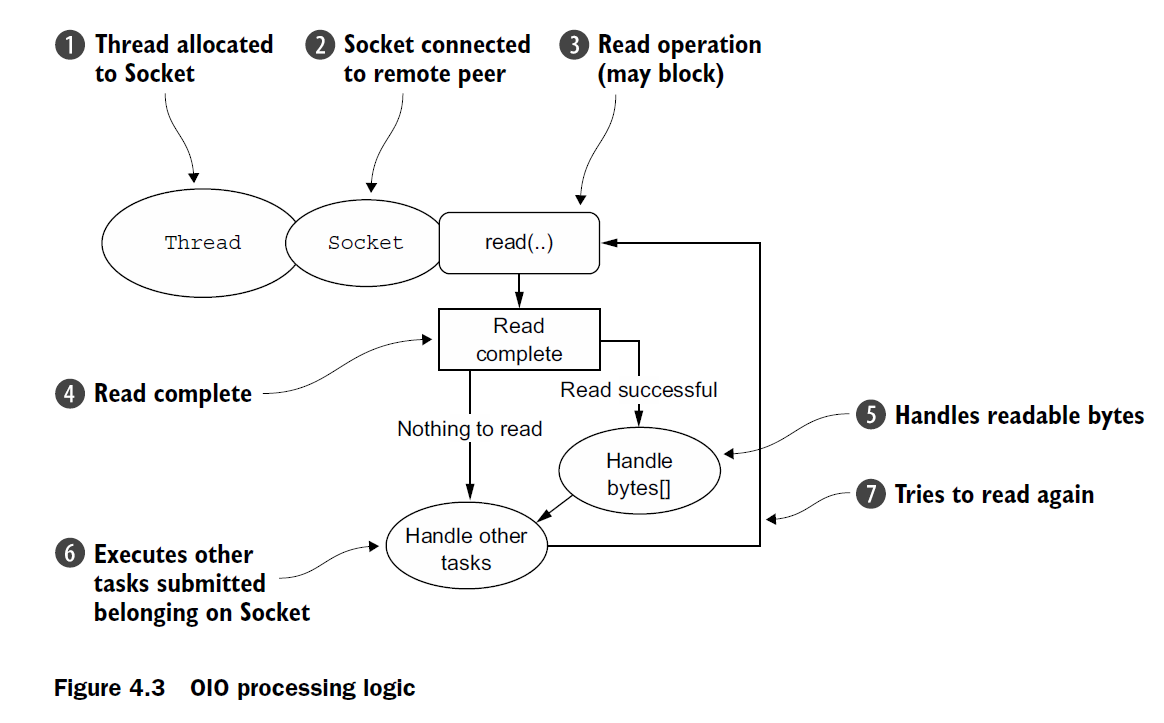 1 Thread allocated
to Socket
2 Socket connected
to remote peer
3 Read operation
(may block)
Thread
Socket
read(..)
Read
complete
4 Read complete
Read successful
Nothing to read
5 Handles readable bytes
Handle
bytes[]
7 Tries to read again
Handle other
tasks
6 Executes other
tasks submitted
belonging on Socket
Figure 4.3 OIO processing logic